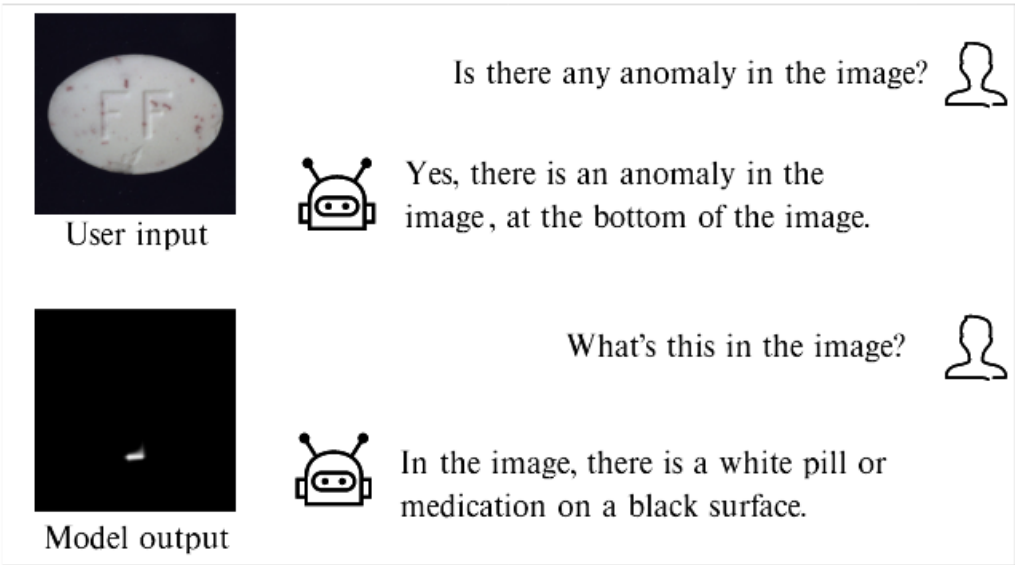 FF
User input
Is there any anomaly in the image?
Yes, there is an anomaly in the
image, at the bottom of the image.
Model output
What's this in the image?
In the image, there is a white pill or
medication on a black surface.